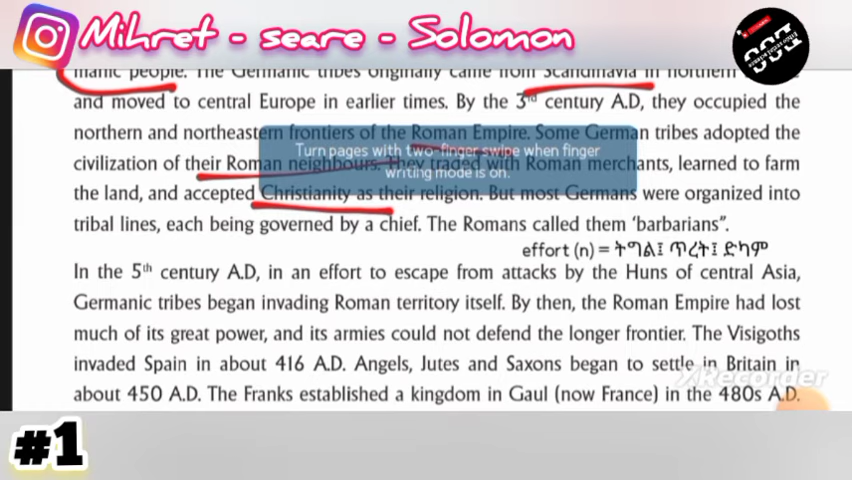 Mihret - seare - Solomon
manic people. The Germanic tribes originally came from Scandinavia in northern
and moved to central Europe in earlier times. By the 3rd century A.D, they occupied the
northern and northeastern frontiers of the Roman Empire. Some German tribes adopted the
Turn pages with two-finger swipe when finger
writing mode is on.
civilization of their Roman neighbours. They traded with Roman merchants, learned to farm
the land, and accepted Christianity as their religion. But most Germans were organized into
tribal lines, each being governed by a chief. The Romans called them 'barbarians".
effort (n) = ትግል፤ ጥረት፤ ድካም
In the 5th century A.D, in an effort to escape from attacks by the Huns of central Asia,
Germanic tribes began invading Roman territory itself. By then, the Roman Empire had lost
much of its great power, and its armies could not defend the longer frontier. The Visigoths
invaded Spain in about 416 A.D. Angels, Jutes and Saxons began to settle in Britain in
XRecorder
about 450 A.D. The Franks established a kingdom in Gaul (now France) in the 480s A.D.
#1